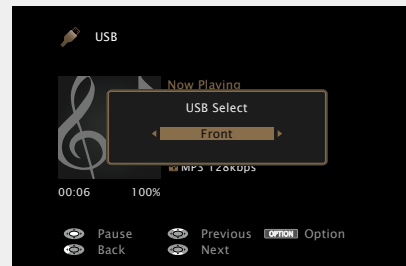 USB
Now Playing
USB Select
Front
MP3 128kbps
00:06 100%
Pause Previous OPTION Option
Back Next